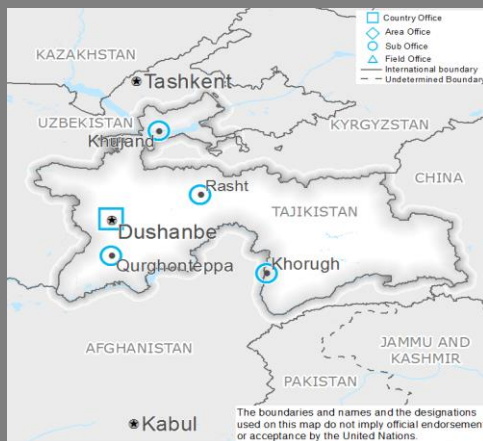 Country Office
Area Office
Sub Office
Field Office
International boundary
Undetermined Boundary
KAZAKHSTAN
Tashkent
UZBEKISTAN
KYRGYZSTAN
Khujand
CHINA
Rasht
TAJIKISTAN
Dushanbe
Qurghonteppa
Khorugh
AFGHANISTAN
JAMMU AND
KASHMIR
PAKISTAN
Kabul
The boundaries and names and the designations
used on this map do not imply official endorsement
or acceptance by the United Nations.